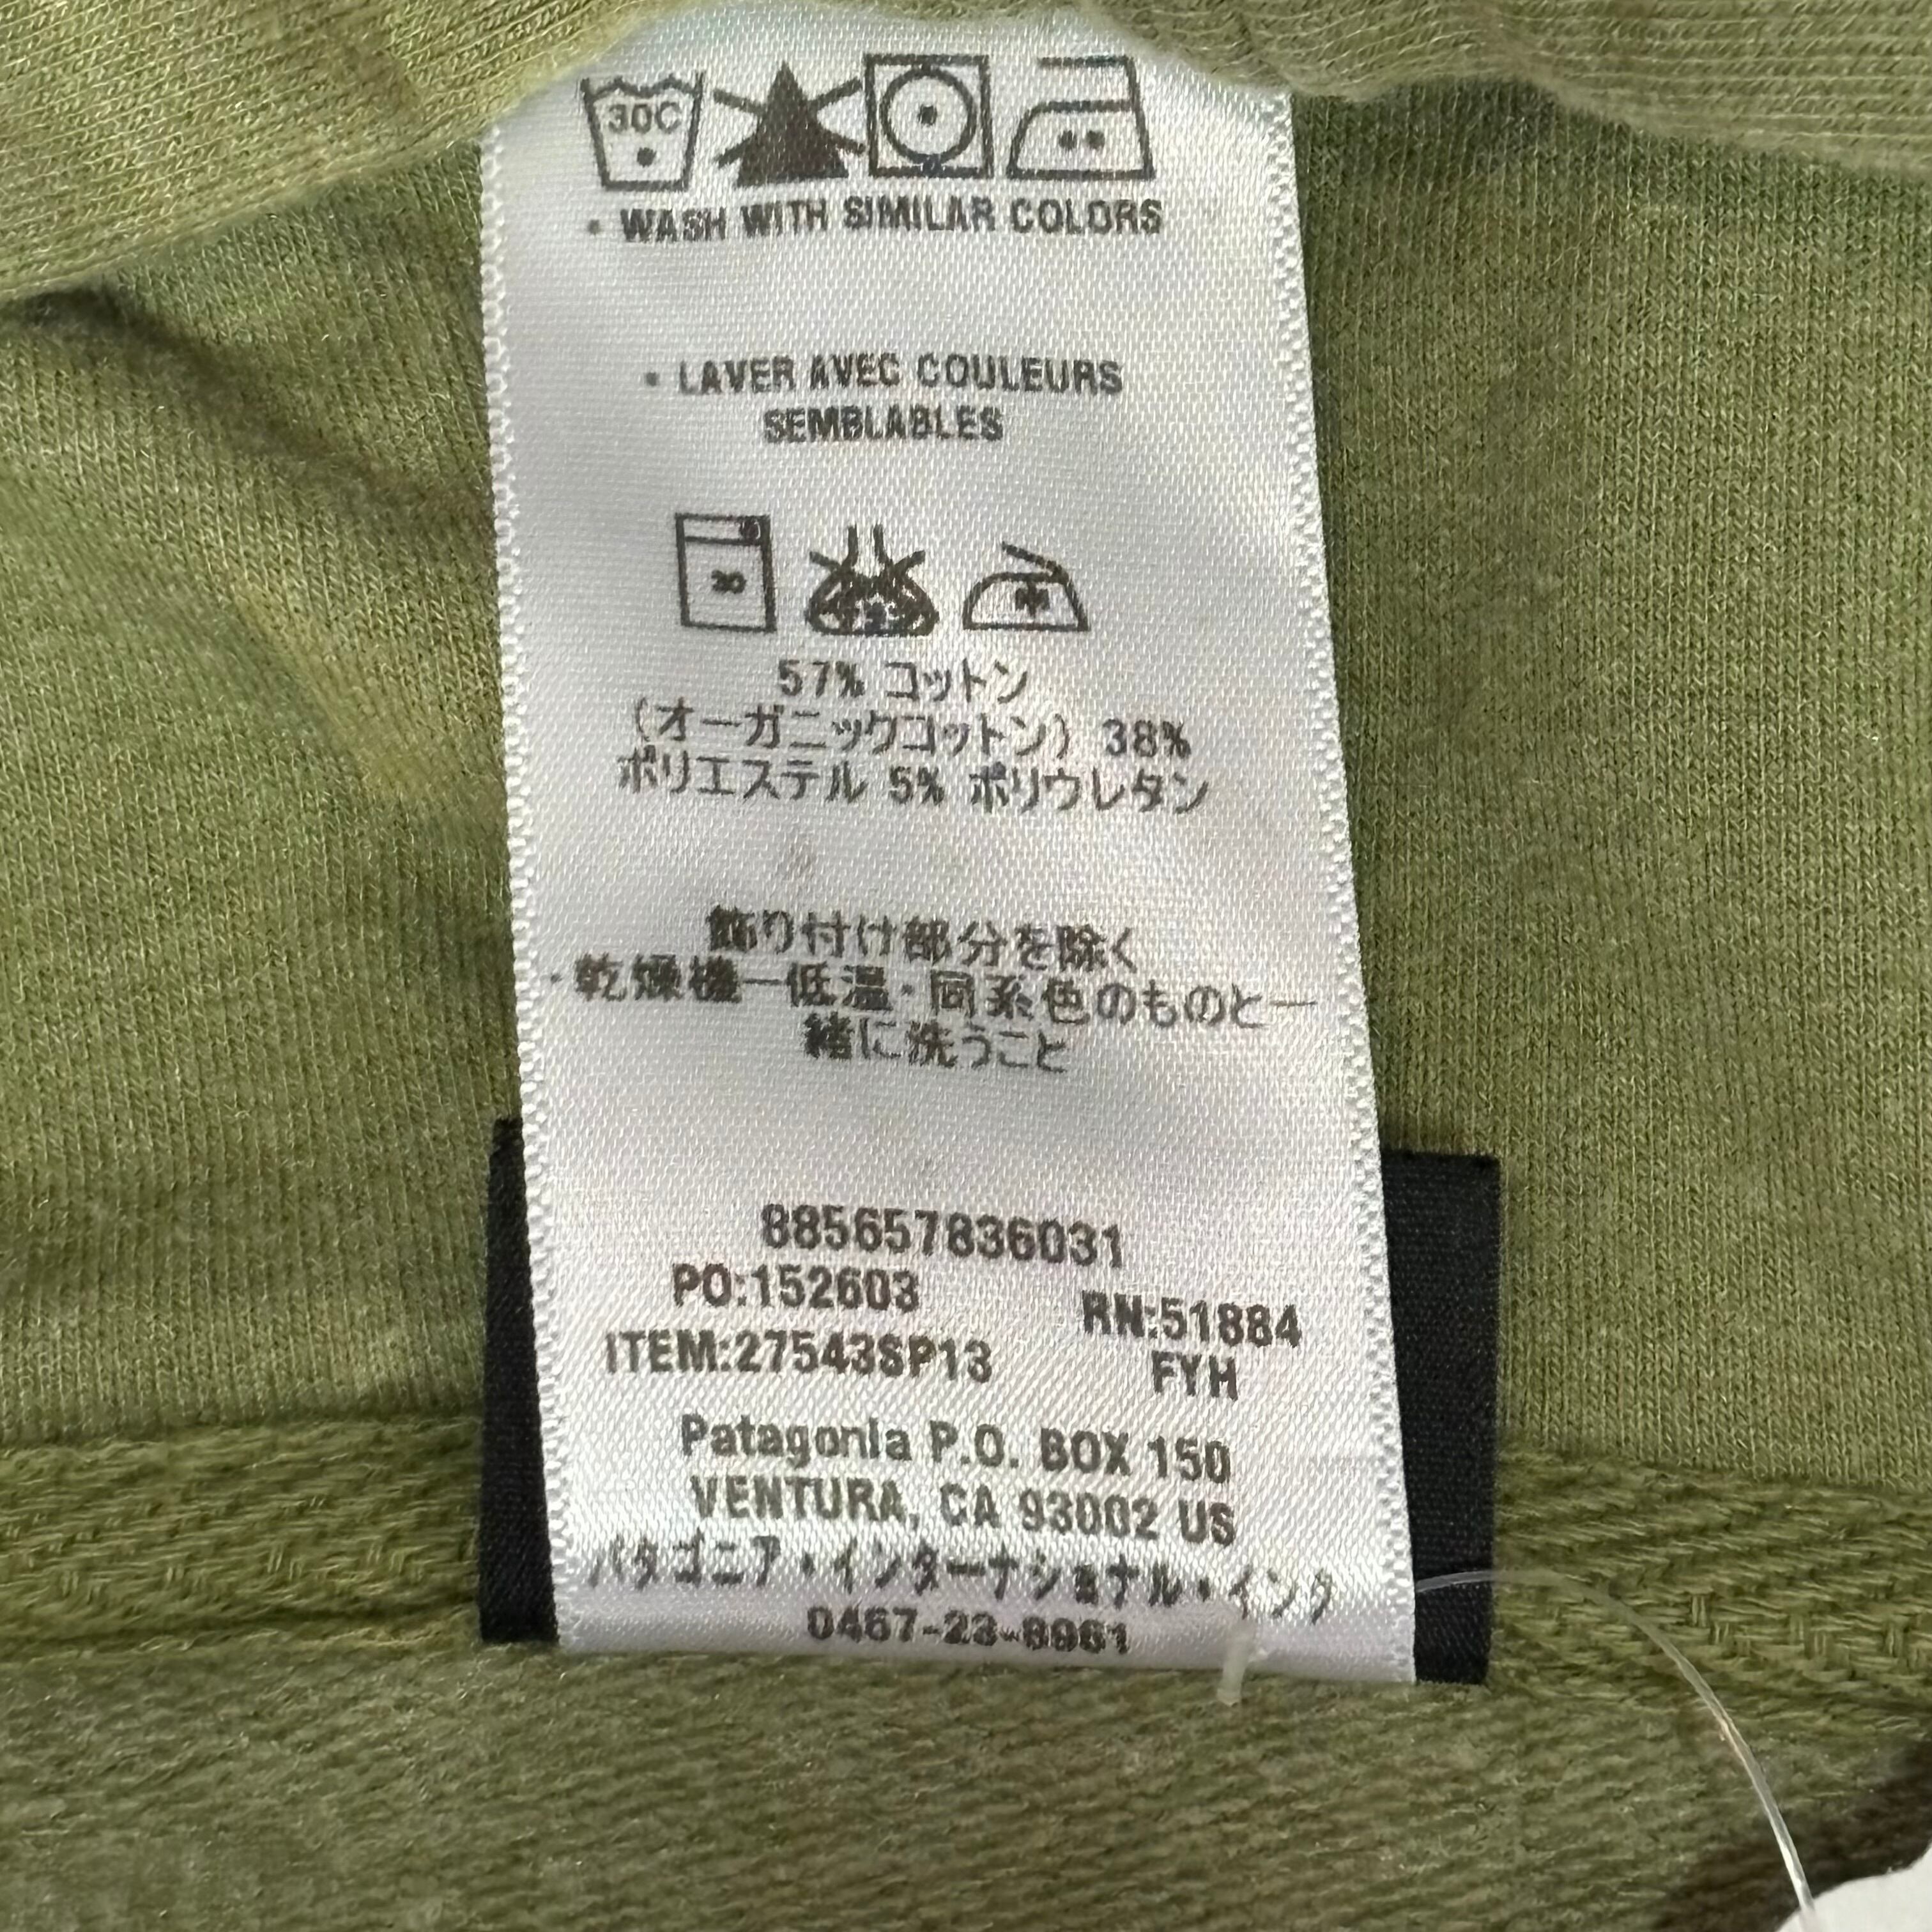 30C
• WASH WITH SIMILAR COLORS
• LAVER AVEC COULEURS
SEMBLABLES
30
中
57% コットン
(オーガニックコットン) 38%
ポリエステル 5% ポリウレタン
飾り付け部分を除く
・乾燥機ー低温・同系色のものと一
緒に洗うこと
885657836031
PO:152603
RN:51884
ITEM:27543SP13
FYH
Patagonia P.O. BOX 150
VENTURA, CA 93002 US
パタゴニア・インターナショナル・インク
0467-23-8961